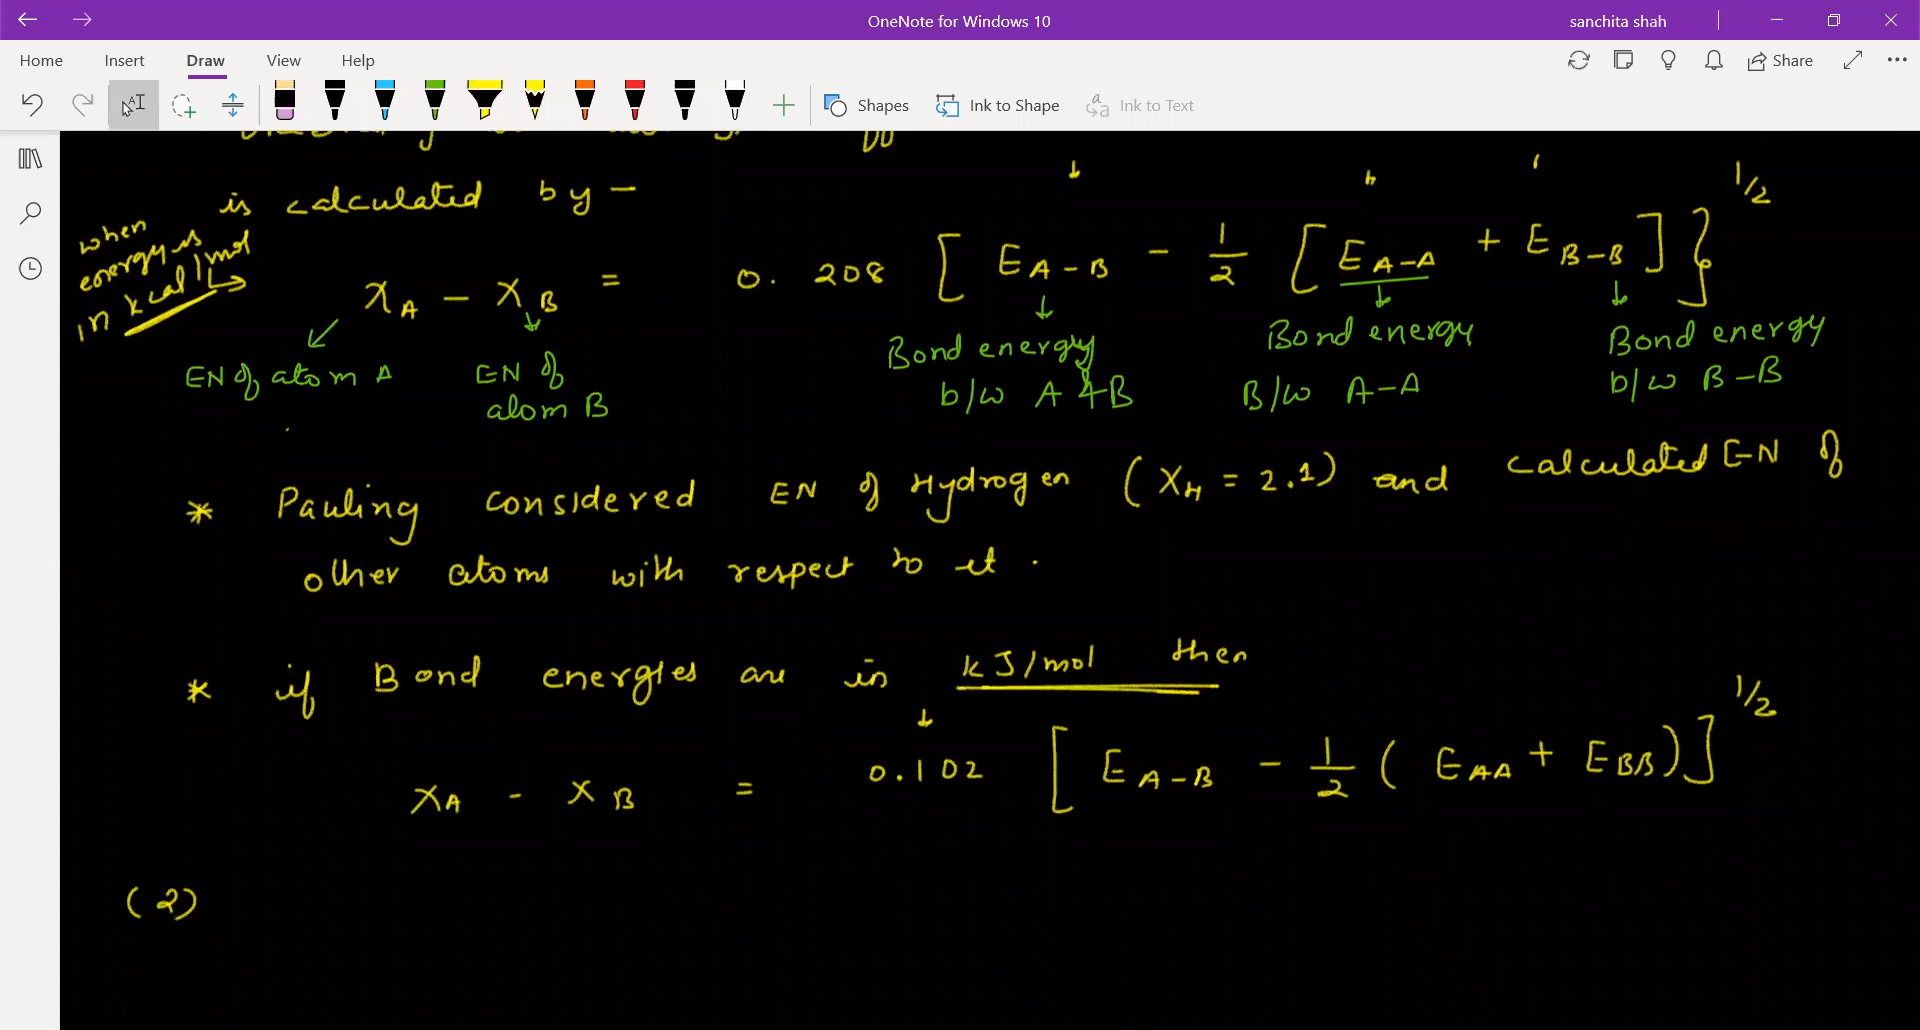 OneNote for Windows 10
sanchita shah
Home Insert Draw View Help
Share
Shapes Ink to Shape Ink to Text
is calculated by -
when
energy is
in kcal/mol
1/2
XA - XB = 0.208 [ EA-B - 1/2 [ EA-A + EB-B ] }
EN of atom A
EN of
atom B
Bond energy
b/w A & B
Bond energy
B/w A-A
Bond energy
b/w B-B
* Pauling considered EN of Hydrogen ( XH = 2.1) and calculated EN of
other atoms with respect to it .
* if Bond energies are in kJ/mol then
XA - XB = 0.102 [ EA-B - 1/2 ( EAA + EBB ) ] 1/2
(2)